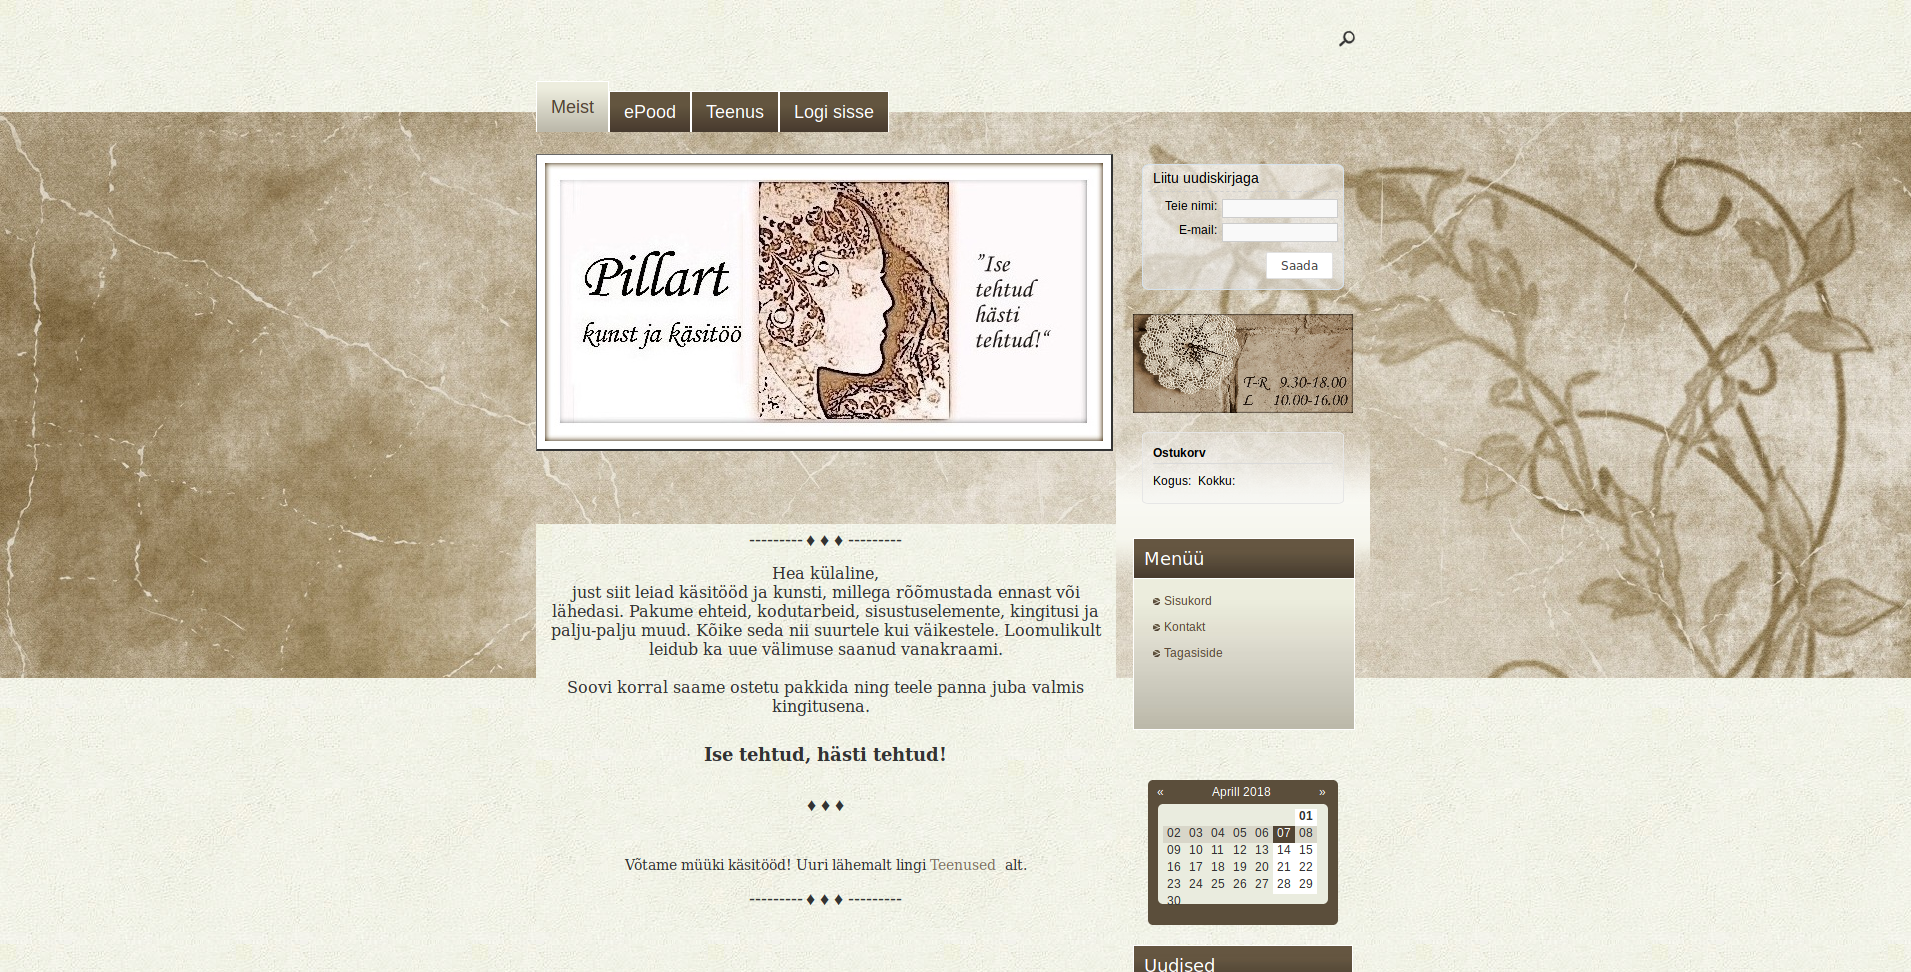 Meist
ePood
Teenus
Logi sisse
Pillart
kunst ja käsitöö
”Ise
tehtud
hästi
tehtud!“
Liitu uudiskirjaga
Teie nimi:
E-mail:
Saada
T-R 9.30-18.00
L 10.00-16.00
Ostukorv
Kogus: Kokku:
--------- ♦ ♦ ♦ ---------
Hea külaline,
just siit leiad käsitööd ja kunsti, millega rõõmustada ennast või
lähedasi. Pakume ehteid, kodutarbeid, sisustuselemente, kingitusi ja
palju-palju muud. Kõike seda nii suurtele kui väikestele. Loomulikult
leidub ka uue välimuse saanud vanakraami.
Soovi korral saame ostetu pakkida ning teele panna juba valmis
kingitusena.
Ise tehtud, hästi tehtud!
♦ ♦ ♦
Võtame müüki käsitööd! Uuri lähemalt lingi Teenused alt.
--------- ♦ ♦ ♦ ---------
Menüü
Sisukord
Kontakt
Tagasiside
« Aprill 2018 »
01
02 03 04 05 06 07 08
09 10 11 12 13 14 15
16 17 18 19 20 21 22
23 24 25 26 27 28 29
30
Uudised